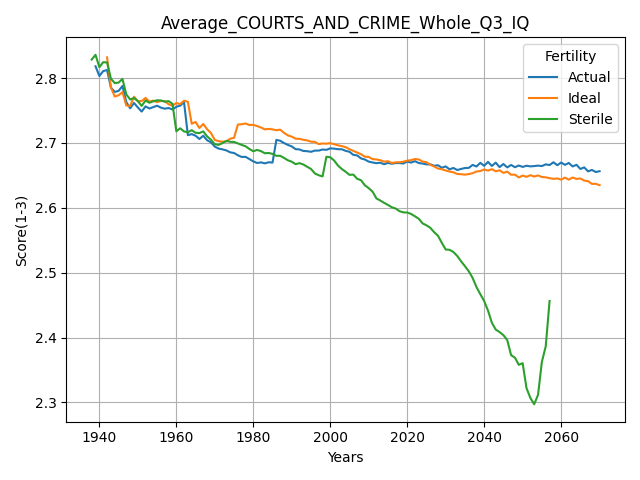 Average_COURTS_AND_CRIME_Whole_Q3_IQ
Fertility
Actual
Ideal
Sterile
Score(1-3)
2.8
2.7
2.6
2.5
2.4
2.3
1940 1960 1980 2000 2020 2040 2060
Years